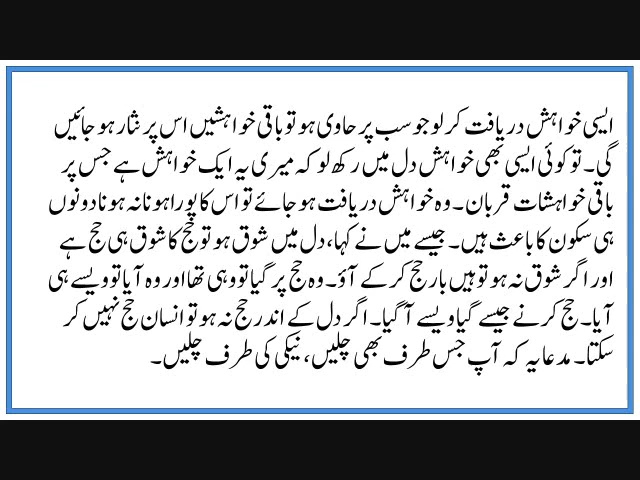 ایسی خواہش دریافت کر لو جو سب پر حاوی ہو تو باقی خواہشیں اس پر نثار ہو جائیں
گی۔ تو کوئی ایسی بھی خواہش دل میں رکھ لو کہ میری یہ ایک خواہش ہے جس پر
باقی خواہشات قربان۔ وہ خواہش دریافت ہو جائے تو اس کا پورا ہونا نہ ہونا دونوں
ہی سکون کا باعث ہیں۔ جیسے میں نے کہا، دل میں شوق ہو تو حج کا شوق ہی حج ہے
اور اگر شوق نہ ہو تو ہیں بار حج کر کے آؤ۔ وہ حج پر گیا تو وہی تھا اور وہ آیا تو ویسے ہی
آیا۔ حج کرنے جیسے گیا ویسے آ گیا۔ اگر دل کے اندر حج نہ ہو تو انسان حج نہیں کر
سکتا۔ مدعا یہ کہ آپ جس طرف بھی چلیں، نیکی کی طرف چلیں۔